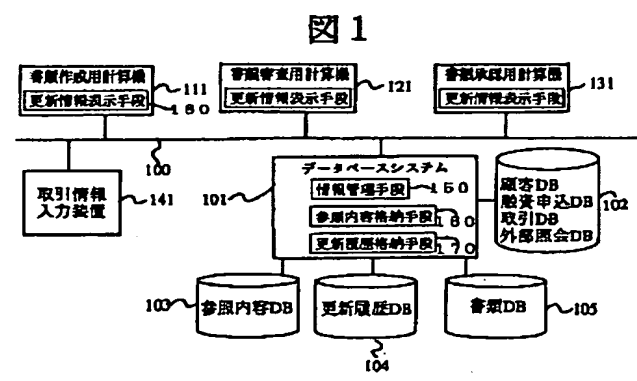 図1
書類作成用計算機
更新情報表示手段
111
180
書類審査用計算機
更新情報表示手段
121
書類承認用計算機
更新情報表示手段
131
100
取引情報
入力装置
141
データベースシステム
101
情報管理手段
150
参照内容格納手段
160
更新履歴格納手段
170
顧客DB
融資申込DB
取引DB
外部照会DB
102
103
参照内容DB
更新履歴DB
104
書類DB
105